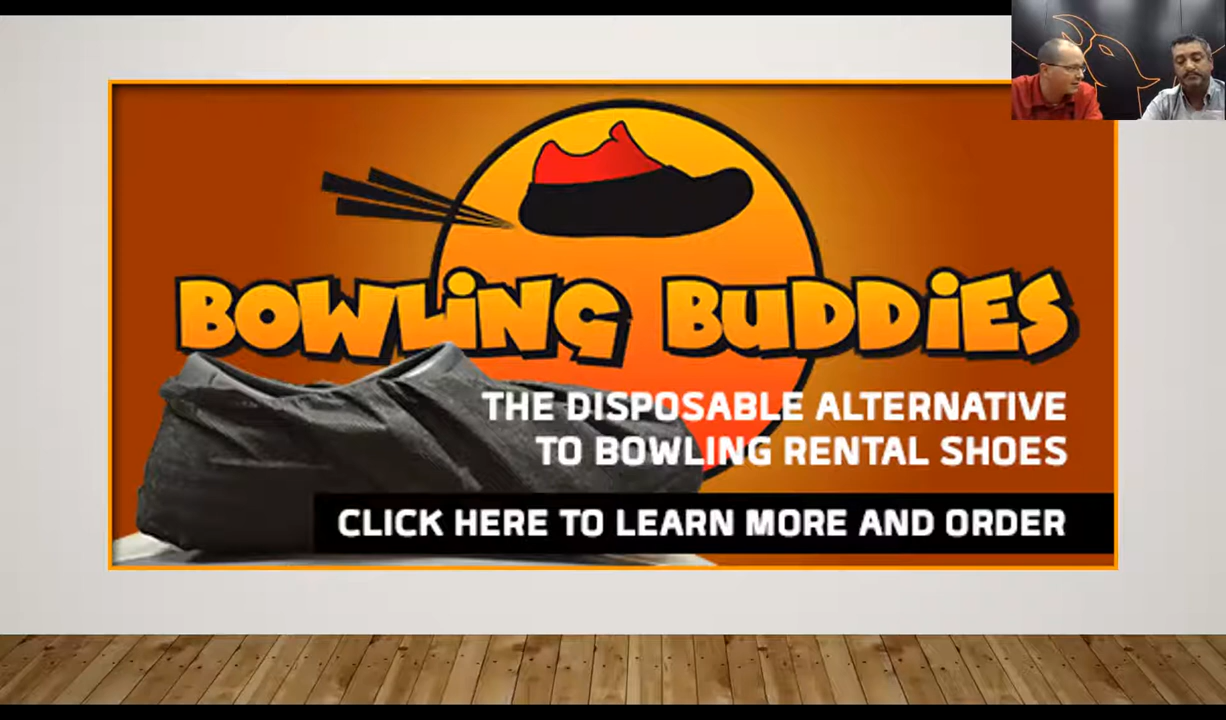 BOWLING BUDDIES
THE DISPOSABLE ALTERNATIVE
TO BOWLING RENTAL SHOES
CLICK HERE TO LEARN MORE AND ORDER